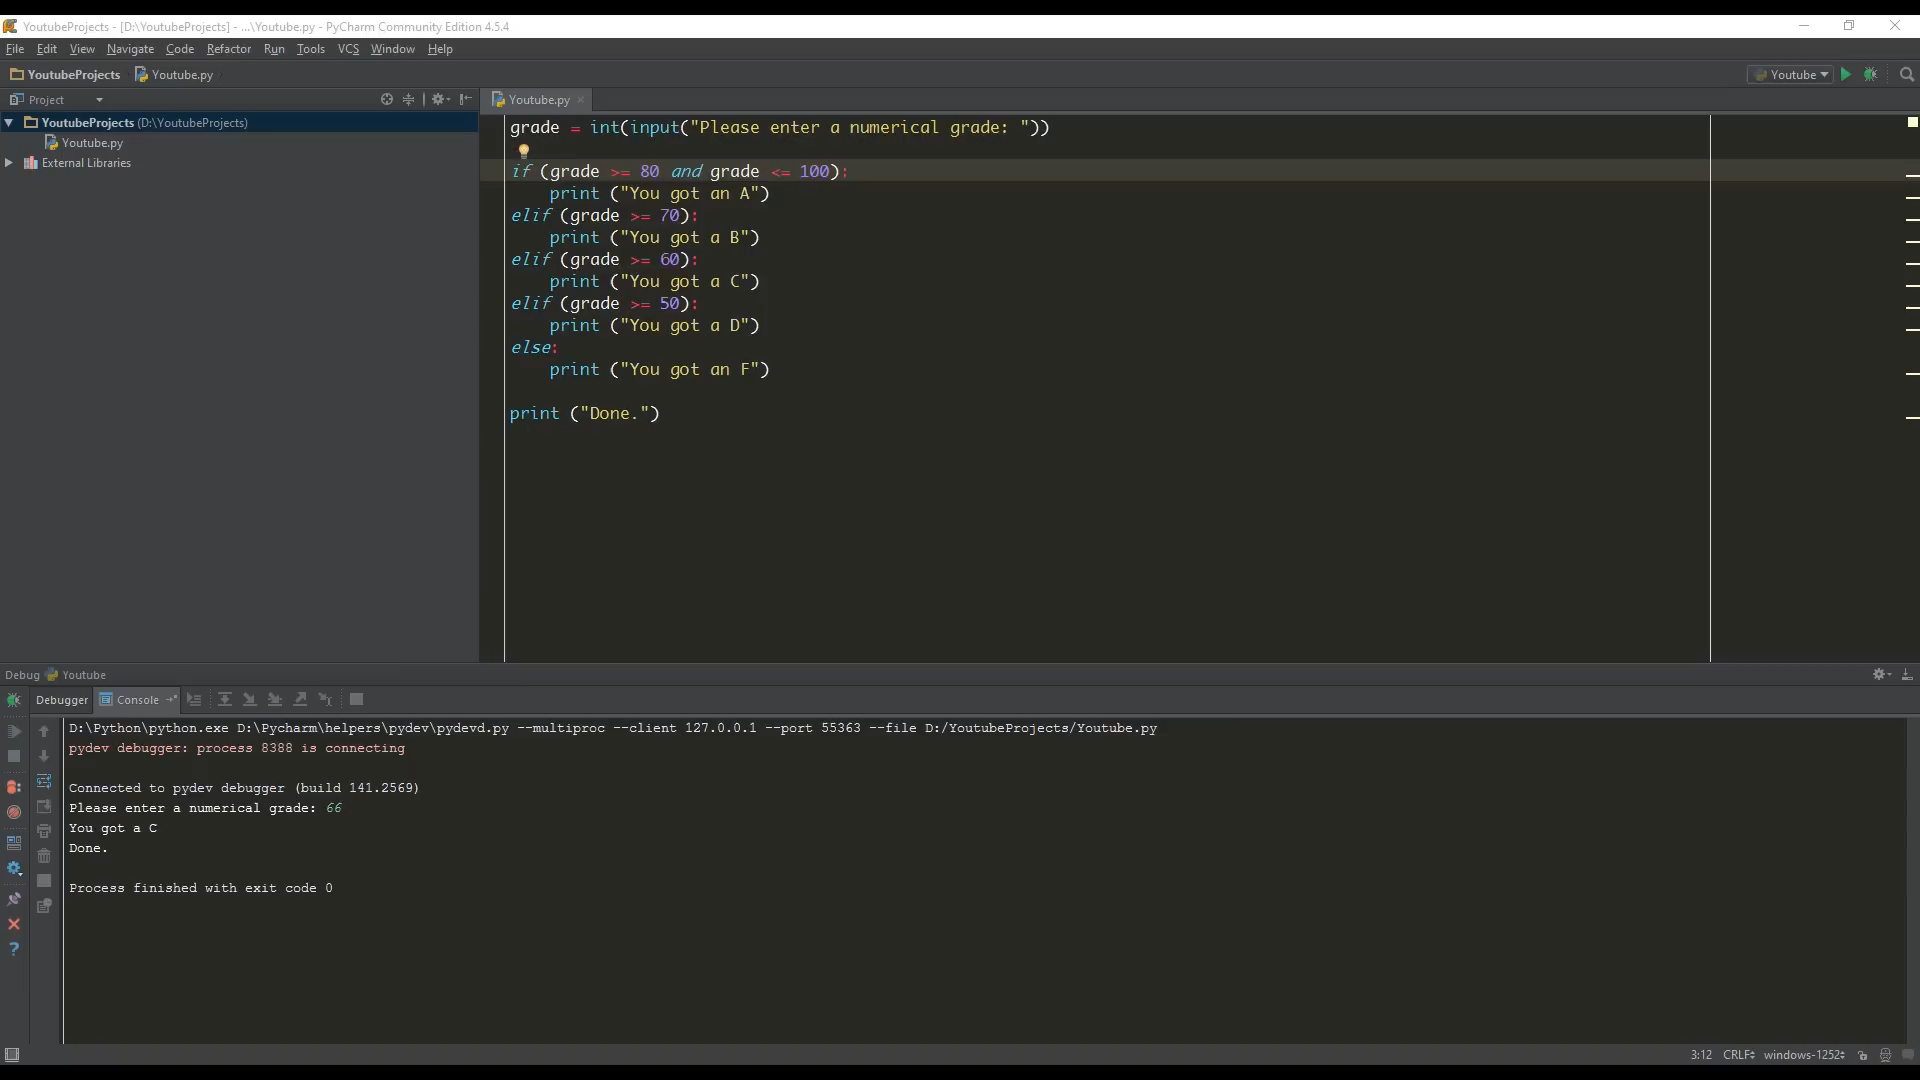 YoutubeProjects - [D:\YoutubeProjects] - ...\Youtube.py - PyCharm Community Edition 4.5.4
File Edit View Navigate Code Refactor Run Tools VCS Window Help
YoutubeProjects Youtube.py Youtube
Project Youtube.py
YoutubeProjects (D:\YoutubeProjects)
Youtube.py
External Libraries
grade = int(input("Please enter a numerical grade: "))
if (grade >= 80 and grade <= 100):
    print ("You got an A")
elif (grade >= 70):
    print ("You got a B")
elif (grade >= 60):
    print ("You got a C")
elif (grade >= 50):
    print ("You got a D")
else:
    print ("You got an F")
print ("Done.")
Debug Youtube
Debugger Console
D:\Python\python.exe D:\Pycharm\helpers\pydev\pydevd.py --multiproc --client 127.0.0.1 --port 55363 --file D:/YoutubeProjects/Youtube.py
pydev debugger: process 8388 is connecting
Connected to pydev debugger (build 141.2569)
Please enter a numerical grade: 66
You got a C
Done.
Process finished with exit code 0
3:12 CRLF windows-1252